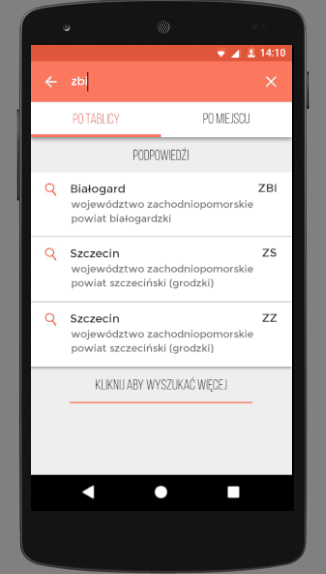 14:10
zbi
PO TABLICY PO MIEJSCU
PODPOWIEDŹI
Białogard ZBI
województwo zachodniopomorskie
powiat białogardzki
Szczecin ZS
województwo zachodniopomorskie
powiat szczeciński (grodzki)
Szczecin ZZ
województwo zachodniopomorskie
powiat szczeciński (grodzki)
KLIKNIJ ABY WYSZUKAĆ WIĘCEJ